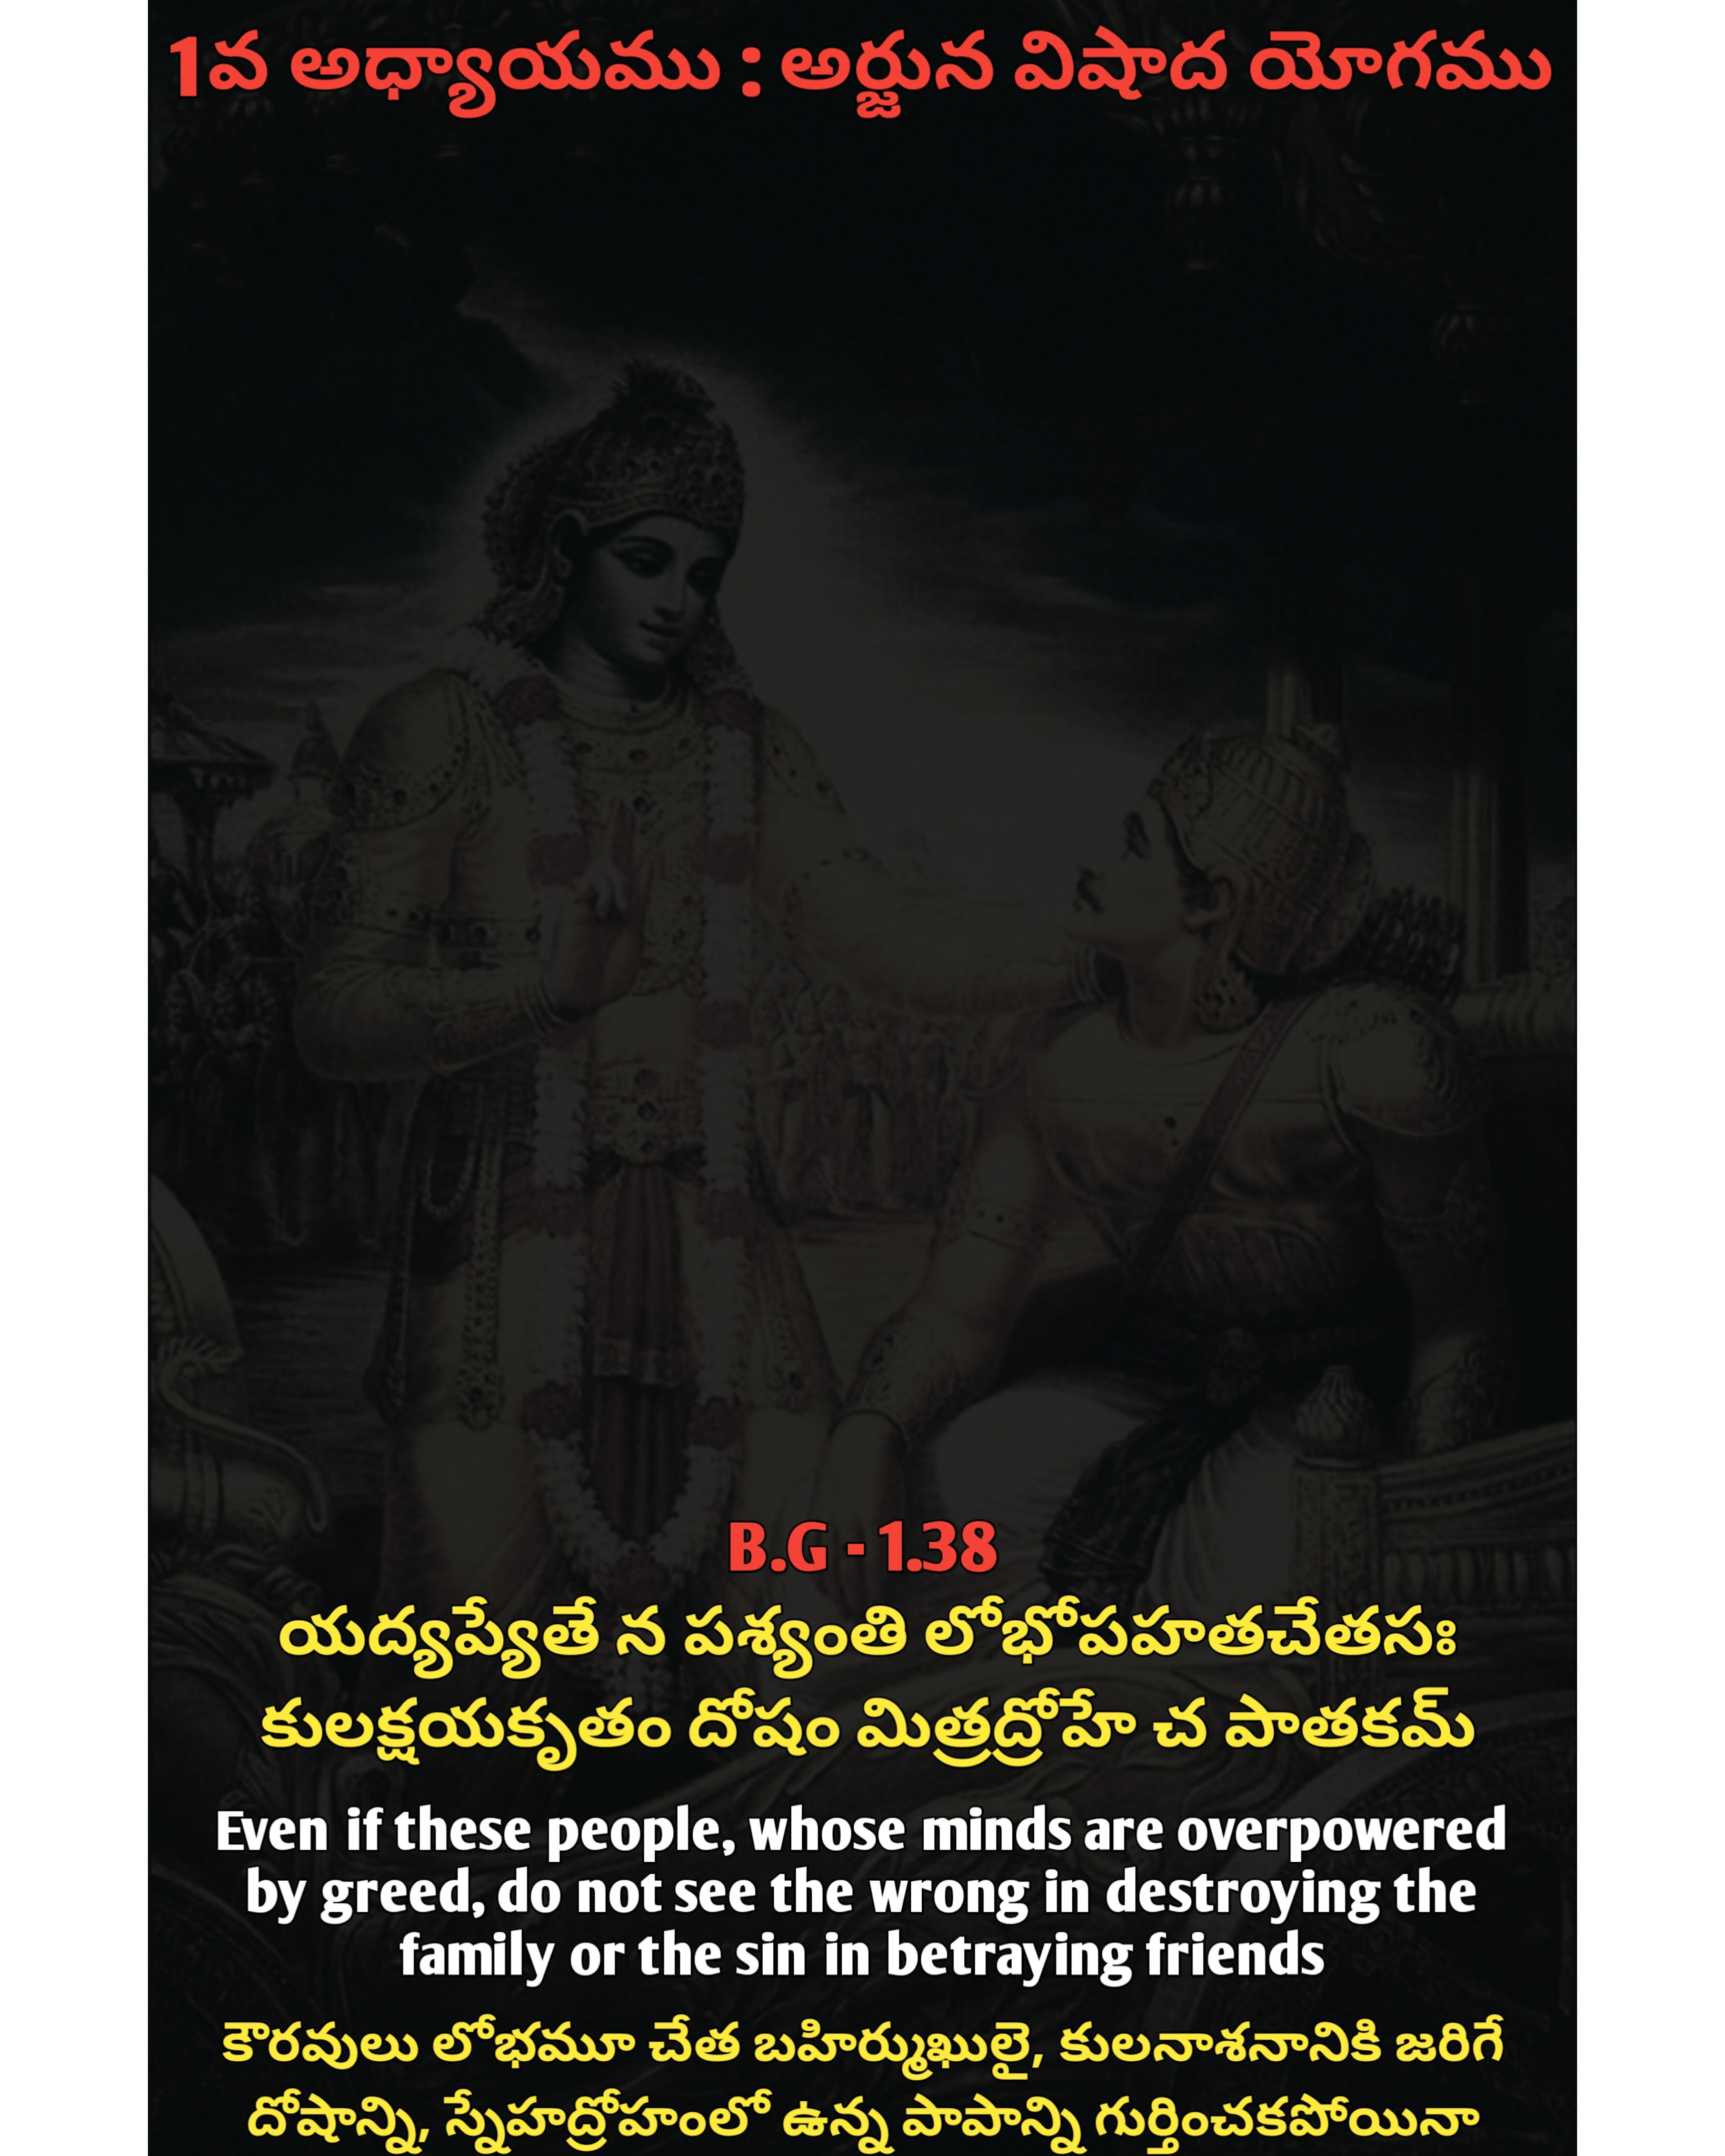 1వ అధ్యాయము : అర్జున విషాద యోగము
B.G - 1.38
యద్యప్యేతే న పశ్యంతి లోభోపహతచేతసః
కులక్షయకృతం దోషం మిత్రద్రోహే చ పాతకమ్
Even if these people, whose minds are overpowered
by greed, do not see the wrong in destroying the
family or the sin in betraying friends
కౌరవులు లోభమూ చేత బహిర్ముఖులై, కులనాశనానికి జరిగే
దోషాన్ని, స్నేహద్రోహంలో ఉన్న పాపాన్ని గుర్తించకపోయినా